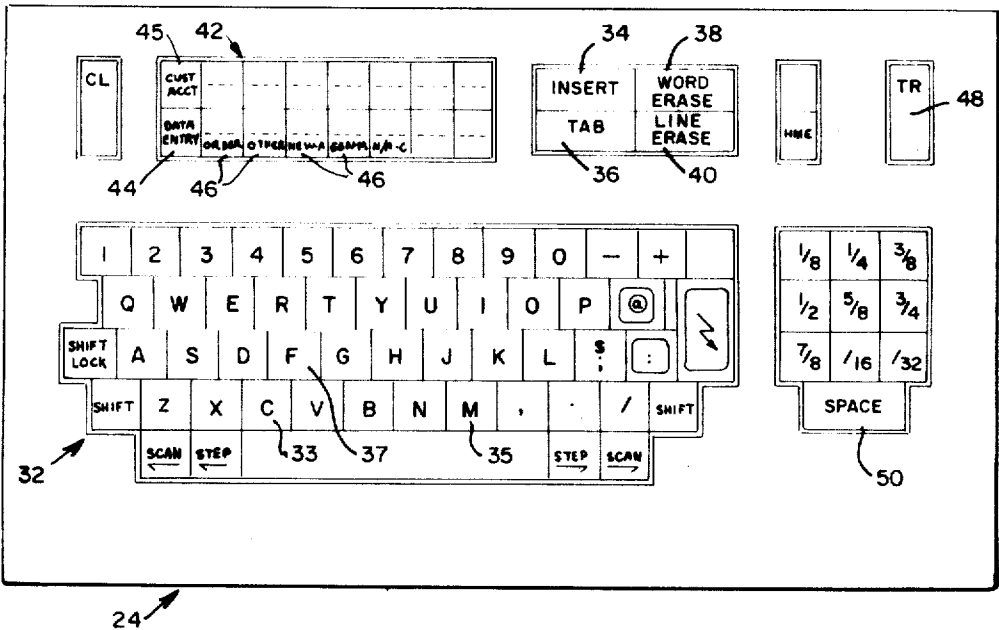 45 42 34 38
CL
CUST ACCT
DATA ENTRY ORDER OTHER NEW-A N/A-C
INSERT WORD ERASE
TAB LINE ERASE
HME
TR
48
44 46 46 36 40
1 2 3 4 5 6 7 8 9 0 — +
Q W E R T Y U I O P @
SHIFT LOCK A S D F G H J K L $ ; :
SHIFT Z X C V B N M , . / SHIFT
SCAN STEP STEP SCAN
1/8 1/4 3/8
1/2 5/8 3/4
7/8 /16 /32
SPACE
32 33 37 35 50
24